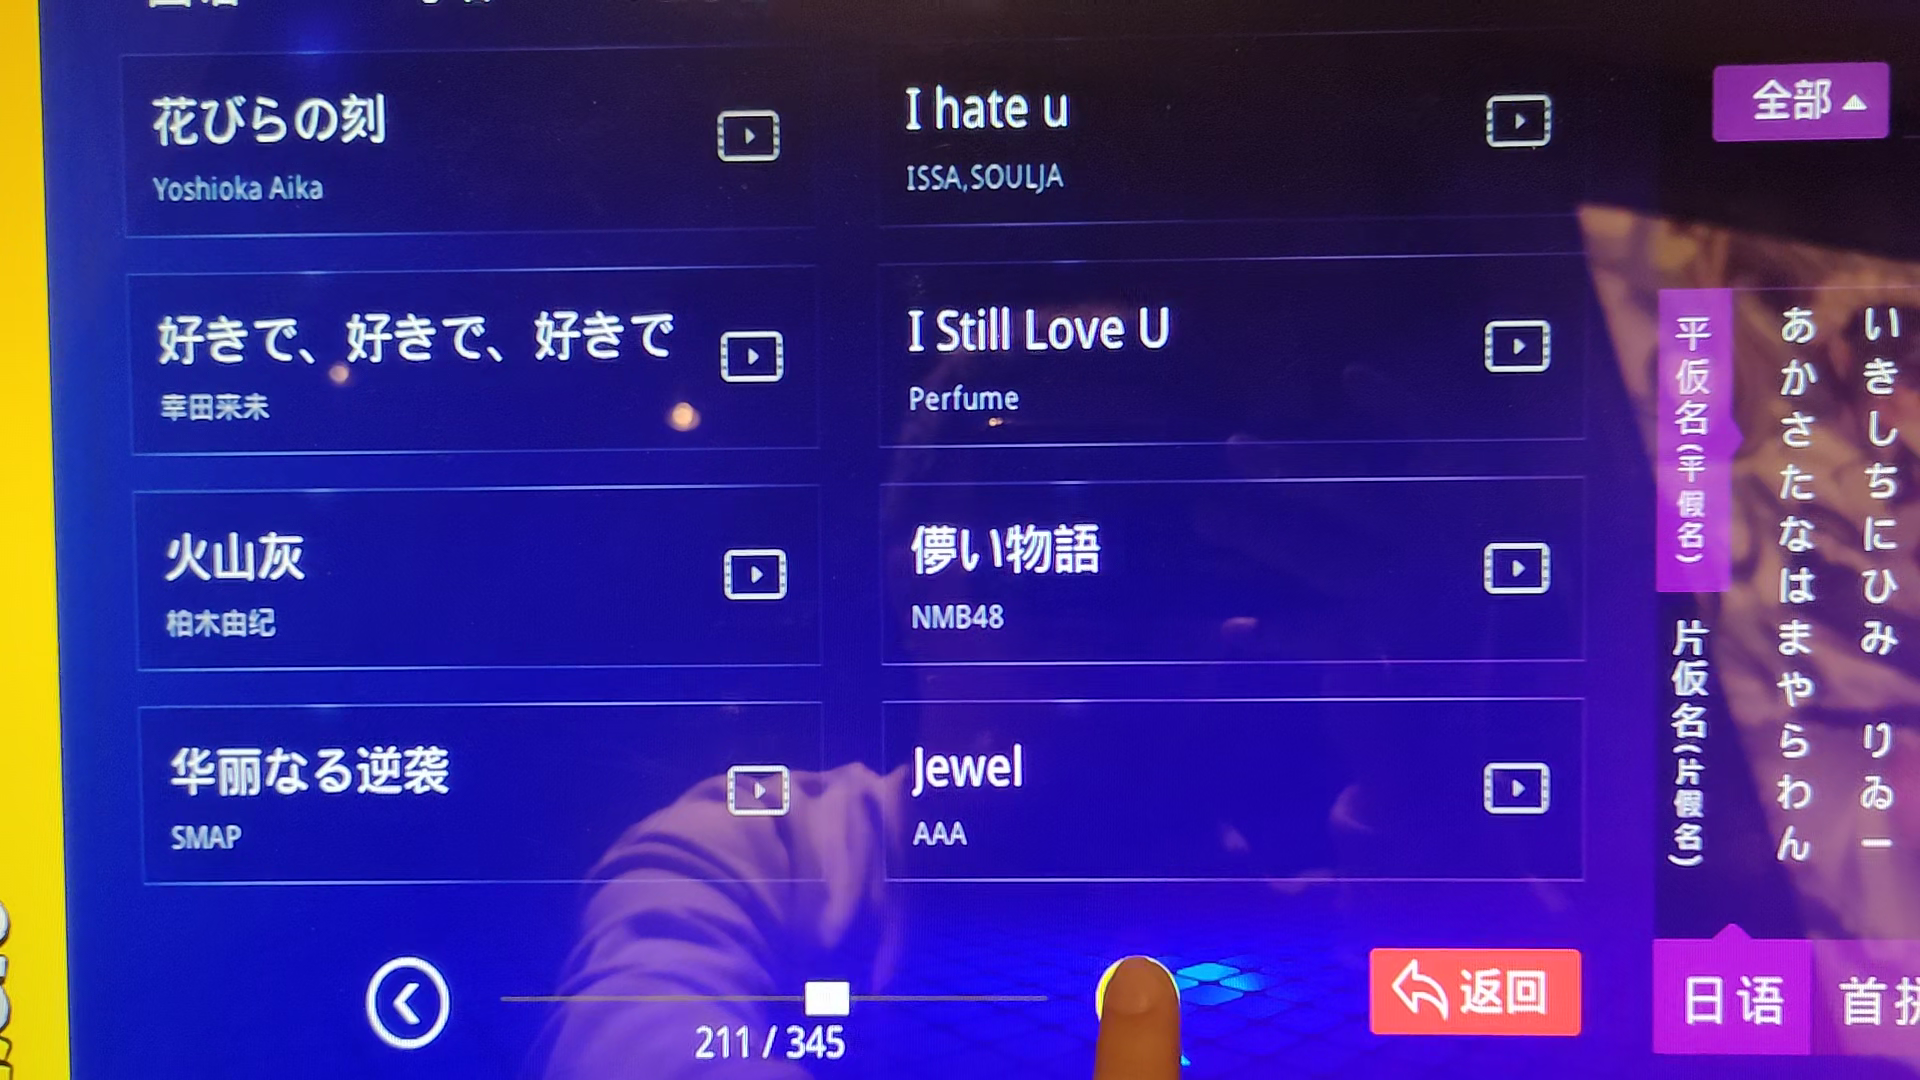 花びらの刻
Yoshioka Aika
I hate u
ISSA,SOULJA
全部
好きで、好きで、好きで
幸田来未
I Still Love U
Perfume
火山灰
柏木由纪
儚い物語
NMB48
华丽なる逆袭
SMAP
Jewel
AAA
平仮名(平假名)
片仮名(片假名)
あかさたなはまやらわん
いきしちにひみ りゐー
211 / 345
返回
日语
首拼